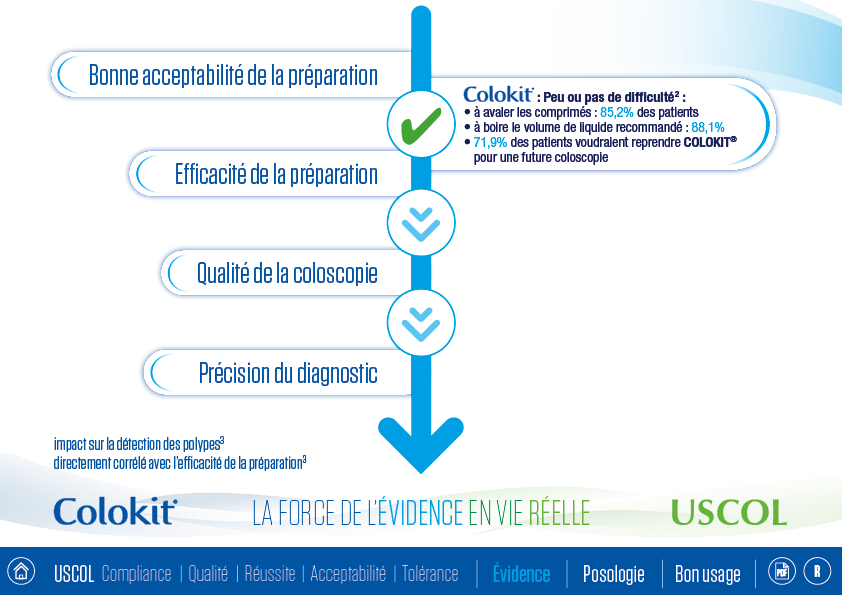 Bonne acceptabilité de la préparation
Colokit® : Peu ou pas de difficulté² :
• à avaler les comprimés : 85,2% des patients
• à boire le volume de liquide recommandé : 88,1%
• 71,9% des patients voudraient reprendre COLOKIT®
pour une future coloscopie
Efficacité de la préparation
Qualité de la coloscopie
Précision du diagnostic
impact sur la détection des polypes³
directement corrélé avec l'efficacité de la préparation³
Colokit® LA FORCE DE L'ÉVIDENCE EN VIE RÉELLE USCOL
USCOL Compliance | Qualité | Réussite | Acceptabilité | Tolérance | Évidence | Posologie | Bon usage | PDF R